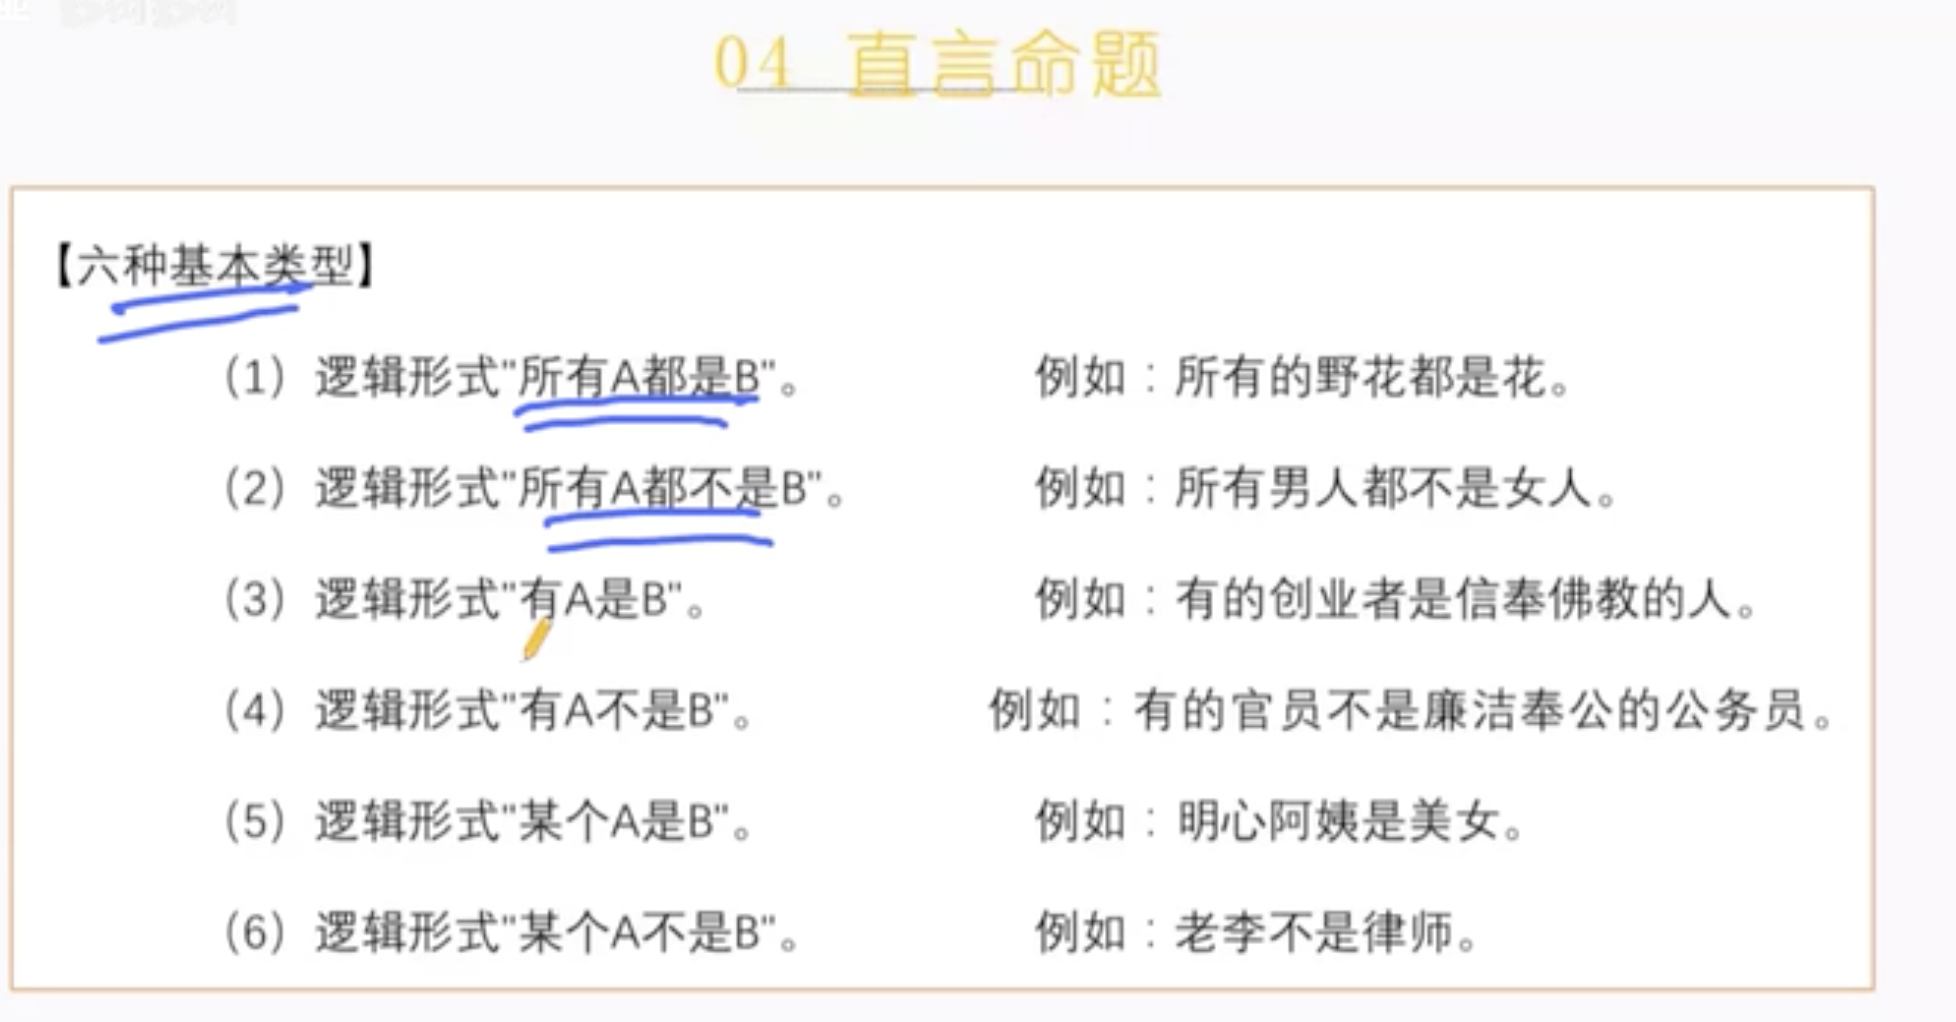 04 直言命题
【六种基本类型】
（1）逻辑形式"所有A都是B"。 例如：所有的野花都是花。
（2）逻辑形式"所有A都不是B"。 例如：所有男人都不是女人。
（3）逻辑形式"有A是B"。 例如：有的创业者是信奉佛教的人。
（4）逻辑形式"有A不是B"。 例如：有的官员不是廉洁奉公的公务员。
（5）逻辑形式"某个A是B"。 例如：明心阿姨是美女。
（6）逻辑形式"某个A不是B"。 例如：老李不是律师。